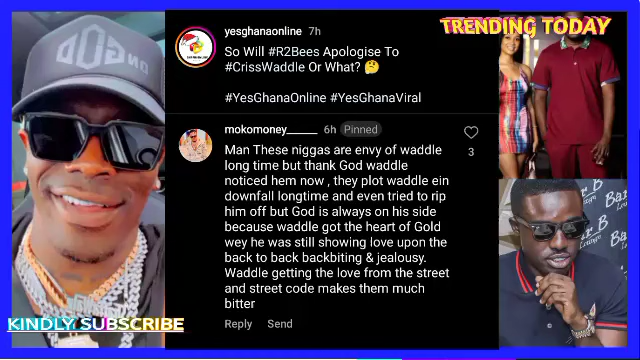 TRENDING TODAY
yesghanaonline 7h
So Will #R2Bees Apologise To
#CrissWaddle Or What? 🤔
#YesGhanaOnline #YesGhanaViral
mokomoney______ 6h Pinned
Man These niggas are envy of waddle
long time but thank God waddle
noticed hem now , they plot waddle ein
downfall longtime and even tried to rip
him off but God is always on his side
because waddle got the heart of Gold
wey he was still showing love upon the
back to back backbiting & jealousy.
Waddle getting the love from the street
and street code makes them much
bitter
3
Reply Send
KINDLY SUBSCRIBE
GOD